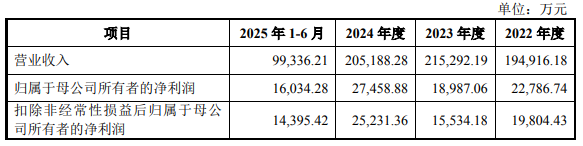 单位：万元
项目 2025 年 1-6 月 2024 年度 2023 年度 2022 年度
营业收入 99,336.21 205,188.28 215,292.19 194,916.18
归属于母公司所有者的净利润 16,034.28 27,458.88 18,987.06 22,786.74
扣除非经常性损益后归属于母公
司所有者的净利润 14,395.42 25,231.36 15,534.18 19,804.43